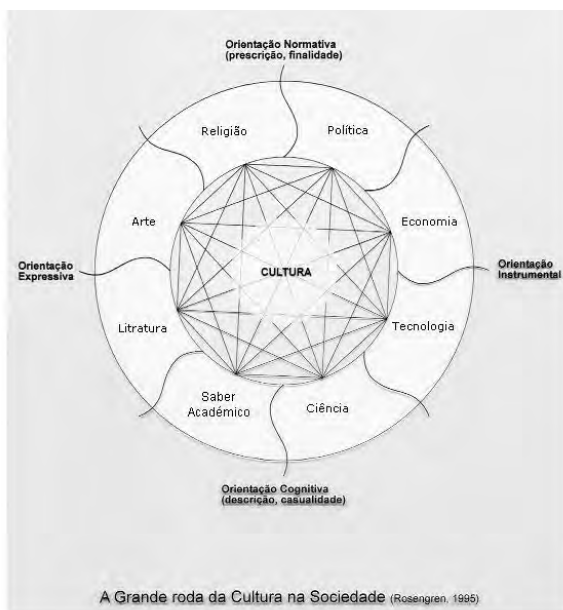 Orientação Normativa
(prescrição, finalidade)
Religião
Política
Arte
Economia
Orientação
Expressiva
CULTURA
Orientação
Instrumental
Litratura
Tecnologia
Saber
Académico
Ciência
Orientação Cognitiva
(descrição, casualidade)
A Grande roda da Cultura na Sociedade (Rosengren, 1995)